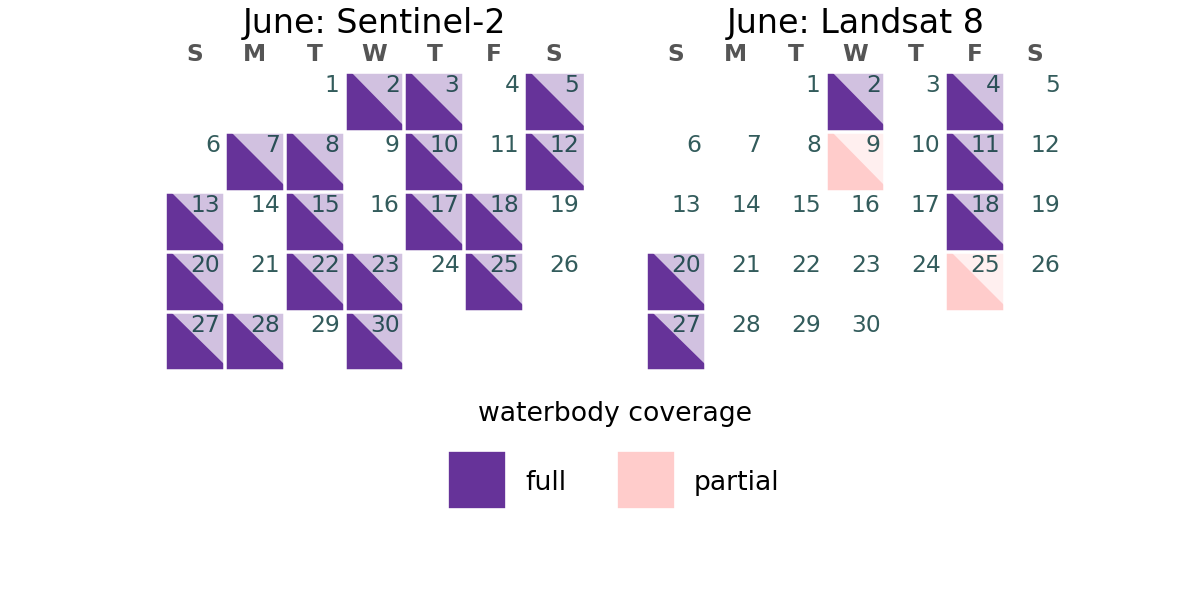 June: Sentinel-2
S M T W T F S
1 2 3 4 5
6 7 8 9 10 11 12
13 14 15 16 17 18 19
20 21 22 23 24 25 26
27 28 29 30
June: Landsat 8
S M T W T F S
1 2 3 4 5
6 7 8 9 10 11 12
13 14 15 16 17 18 19
20 21 22 23 24 25 26
27 28 29 30
waterbody coverage
full partial